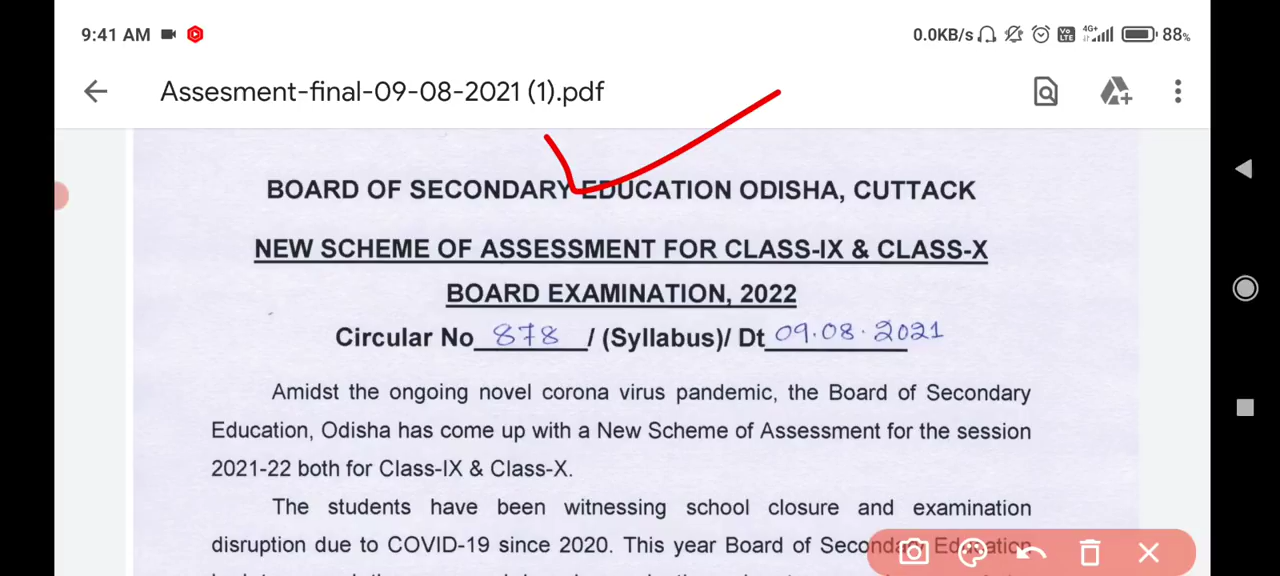 9:41 AM 0.0KB/s Vo LTE 4G+ 88%
Assesment-final-09-08-2021 (1).pdf
BOARD OF SECONDARY EDUCATION ODISHA, CUTTACK
NEW SCHEME OF ASSESSMENT FOR CLASS-IX & CLASS-X
BOARD EXAMINATION, 2022
Circular No 878 / (Syllabus)/ Dt 09.08.2021
Amidst the ongoing novel corona virus pandemic, the Board of Secondary
Education, Odisha has come up with a New Scheme of Assessment for the session
2021-22 both for Class-IX & Class-X.
The students have been witnessing school closure and examination
disruption due to COVID-19 since 2020. This year Board of Secondary Education